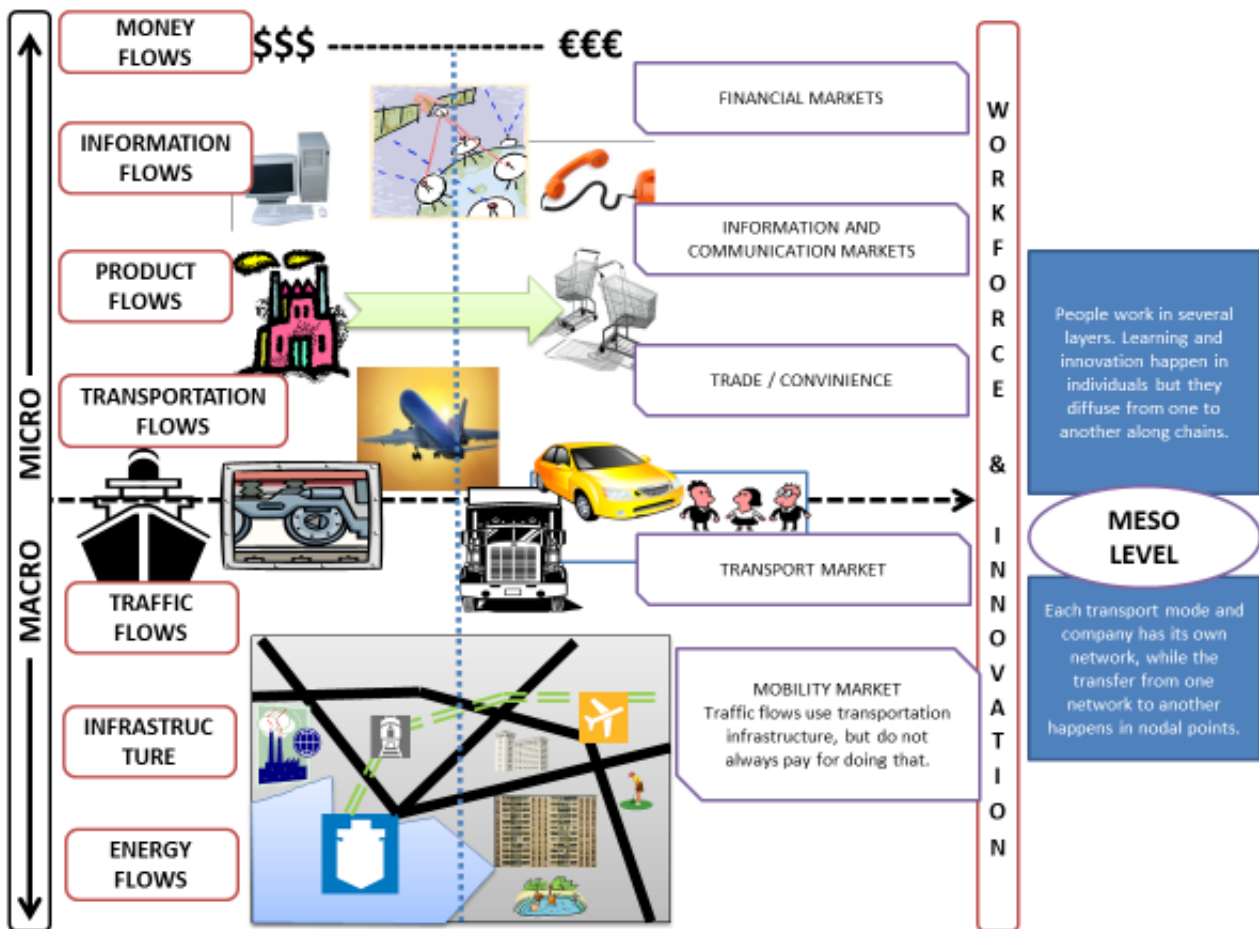 MONEY
FLOWS
$$$
€€€
FINANCIAL MARKETS
INFORMATION
FLOWS
INFORMATION AND
COMMUNICATION MARKETS
PRODUCT
FLOWS
TRADE / CONVINIENCE
TRANSPORTATION
FLOWS
TRANSPORT MARKET
TRAFFIC
FLOWS
MOBILITY MARKET
Traffic flows use transportation
infrastructure, but do not
always pay for doing that.
INFRASTRUC
TURE
ENERGY
FLOWS
MICRO
MACRO
WORKFORCE & INNOVATION
People work in several
layers. Learning and
innovation happen in
individuals but they
diffuse from one to
another along chains.
MESO
LEVEL
Each transport mode and
company has its own
network, while the
transfer from one
network to another
happens in nodal points.